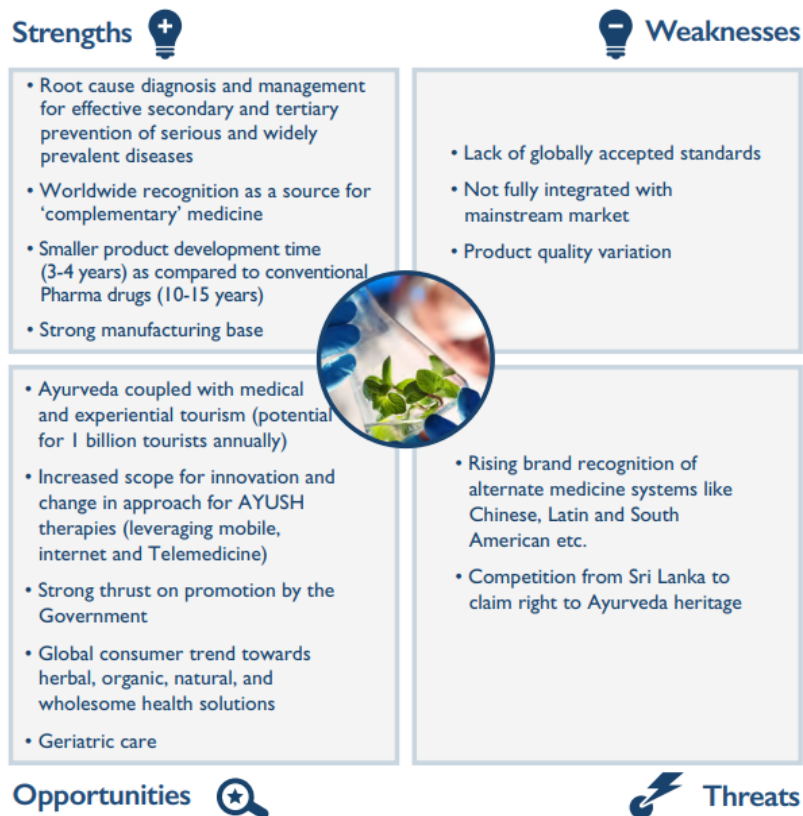 Strengths
Weaknesses
• Root cause diagnosis and management
for effective secondary and tertiary
prevention of serious and widely
prevalent diseases
• Worldwide recognition as a source for
‘complementary’ medicine
• Smaller product development time
(3-4 years) as compared to conventional
Pharma drugs (10-15 years)
• Strong manufacturing base
• Lack of globally accepted standards
• Not fully integrated with
mainstream market
• Product quality variation
• Ayurveda coupled with medical
and experiential tourism (potential
for 1 billion tourists annually)
• Increased scope for innovation and
change in approach for AYUSH
therapies (leveraging mobile,
internet and Telemedicine)
• Strong thrust on promotion by the
Government
• Global consumer trend towards
herbal, organic, natural, and
wholesome health solutions
• Geriatric care
• Rising brand recognition of
alternate medicine systems like
Chinese, Latin and South
American etc.
• Competition from Sri Lanka to
claim right to Ayurveda heritage
Opportunities
Threats